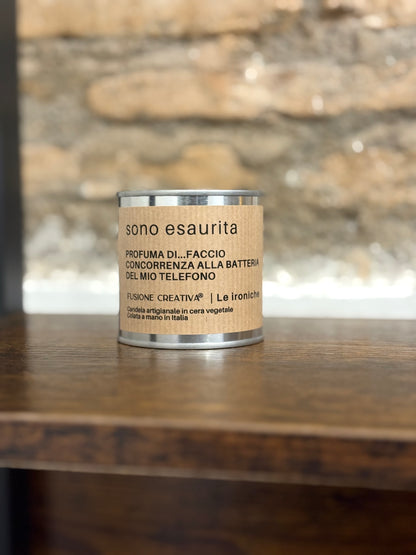 sono esaurita
PROFUMA DI...FACCIO
CONCORRENZA ALLA BATTERIA
DEL MIO TELEFONO
FUSIONE CREATIVA® | Le ironiche
Candela artigianale in cera vegetale
Colata a mano in Italia